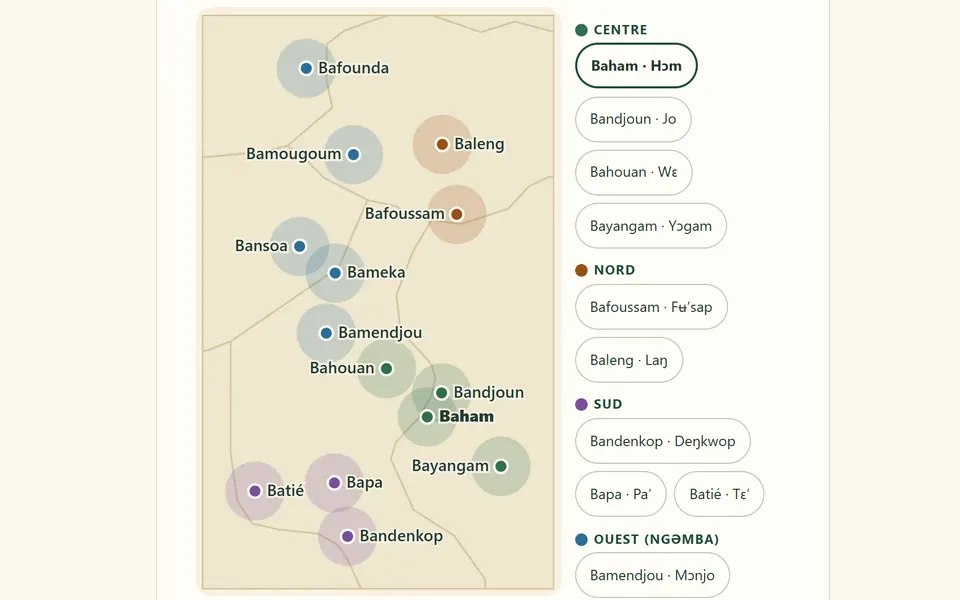 Bafounda
Baleng
Bamougoum
Bafoussam
Bansoa
Bameka
Bamendjou
Bahouan
Bandjoun
Baham
Bayangam
Bapa
Batié
Bandenkop
CENTRE
Baham · Hɔm
Bandjoun · Jo
Bahouan · Wɛ
Bayangam · Yɔgam
NORD
Bafoussam · Fʉ’sap
Baleng · Laŋ
SUD
Bandenkop · Deŋkwop
Bapa · Pa’
Batié · Tɛ’
OUEST (NGƏMBA)
Bamendjou · Mɔnjo